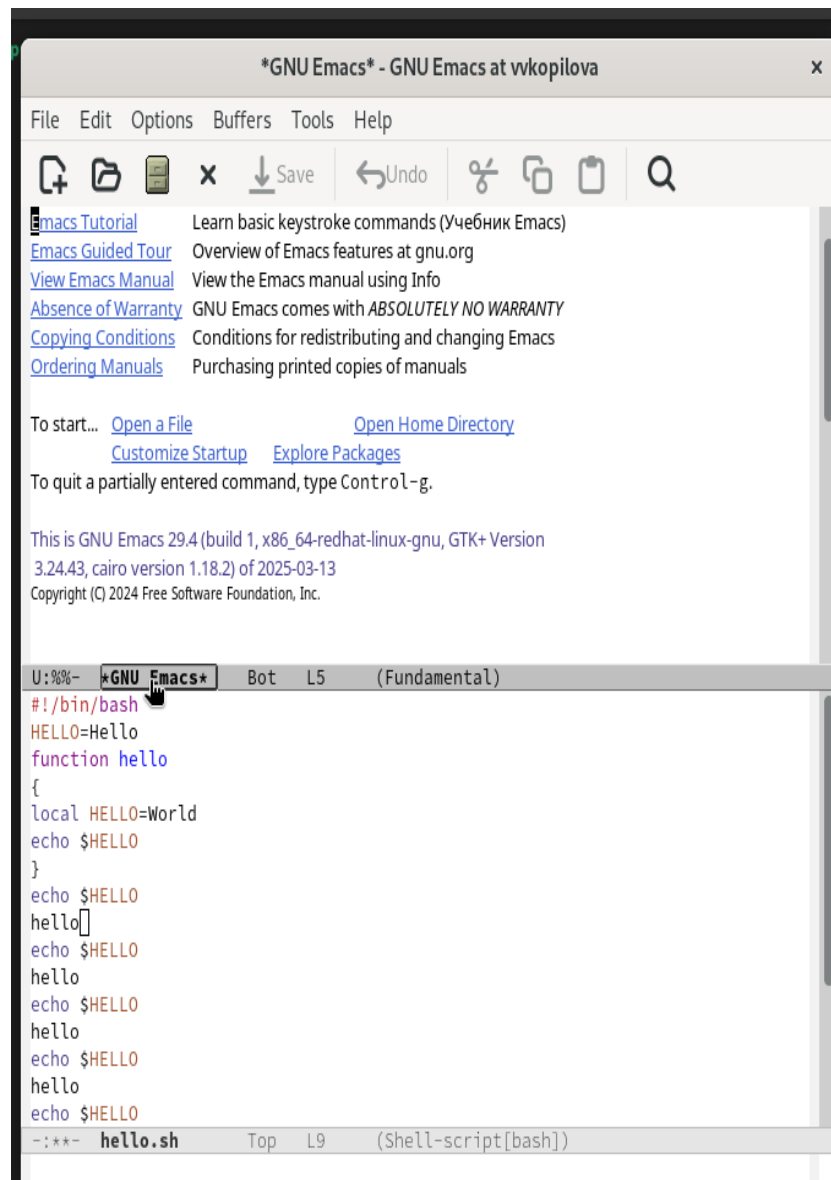 p
*GNU Emacs* - GNU Emacs at vvkopilova ×
File Edit Options Buffers Tools Help
Save Undo
Emacs Tutorial Learn basic keystroke commands (Учебник Emacs)
Emacs Guided Tour Overview of Emacs features at gnu.org
View Emacs Manual View the Emacs manual using Info
Absence of Warranty GNU Emacs comes with ABSOLUTELY NO WARRANTY
Copying Conditions Conditions for redistributing and changing Emacs
Ordering Manuals Purchasing printed copies of manuals
To start... Open a File Open Home Directory
Customize Startup Explore Packages
To quit a partially entered command, type Control-g.
This is GNU Emacs 29.4 (build 1, x86_64-redhat-linux-gnu, GTK+ Version
3.24.43, cairo version 1.18.2) of 2025-03-13
Copyright (C) 2024 Free Software Foundation, Inc.
U:%%- *GNU Emacs* Bot L5 (Fundamental)
#!/bin/bash
HELLO=Hello
function hello
{
local HELLO=World
echo $HELLO
}
echo $HELLO
hello
echo $HELLO
hello
echo $HELLO
hello
echo $HELLO
hello
echo $HELLO
-:**- hello.sh Top L9 (Shell-script[bash])